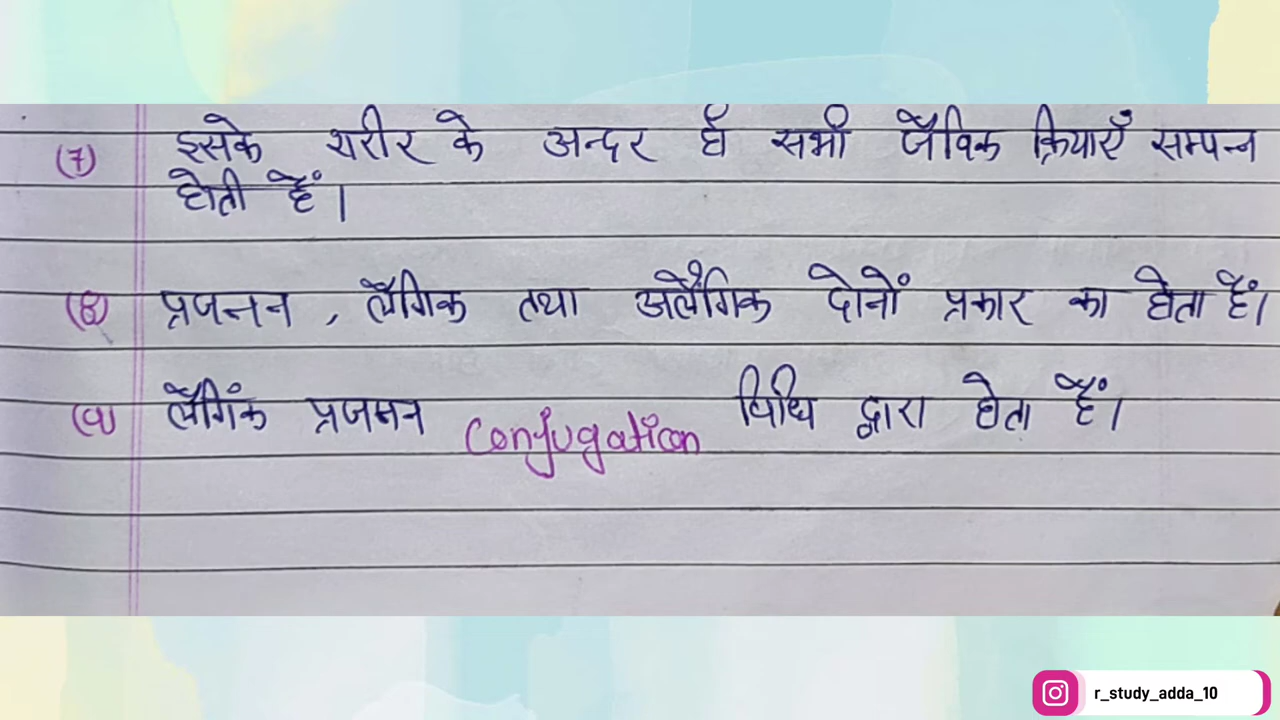 (7) इसके शरीर के अन्दर ही सभी जैविक क्रियाएँ सम्पन्न
होती हैं।
(8) प्रजनन, लैंगिक तथा अलैंगिक दोनों प्रकार का होता हैं।
(9) लैगिंक प्रजनन Conjugation विधि द्वारा होता हैं।
r_study_adda_10